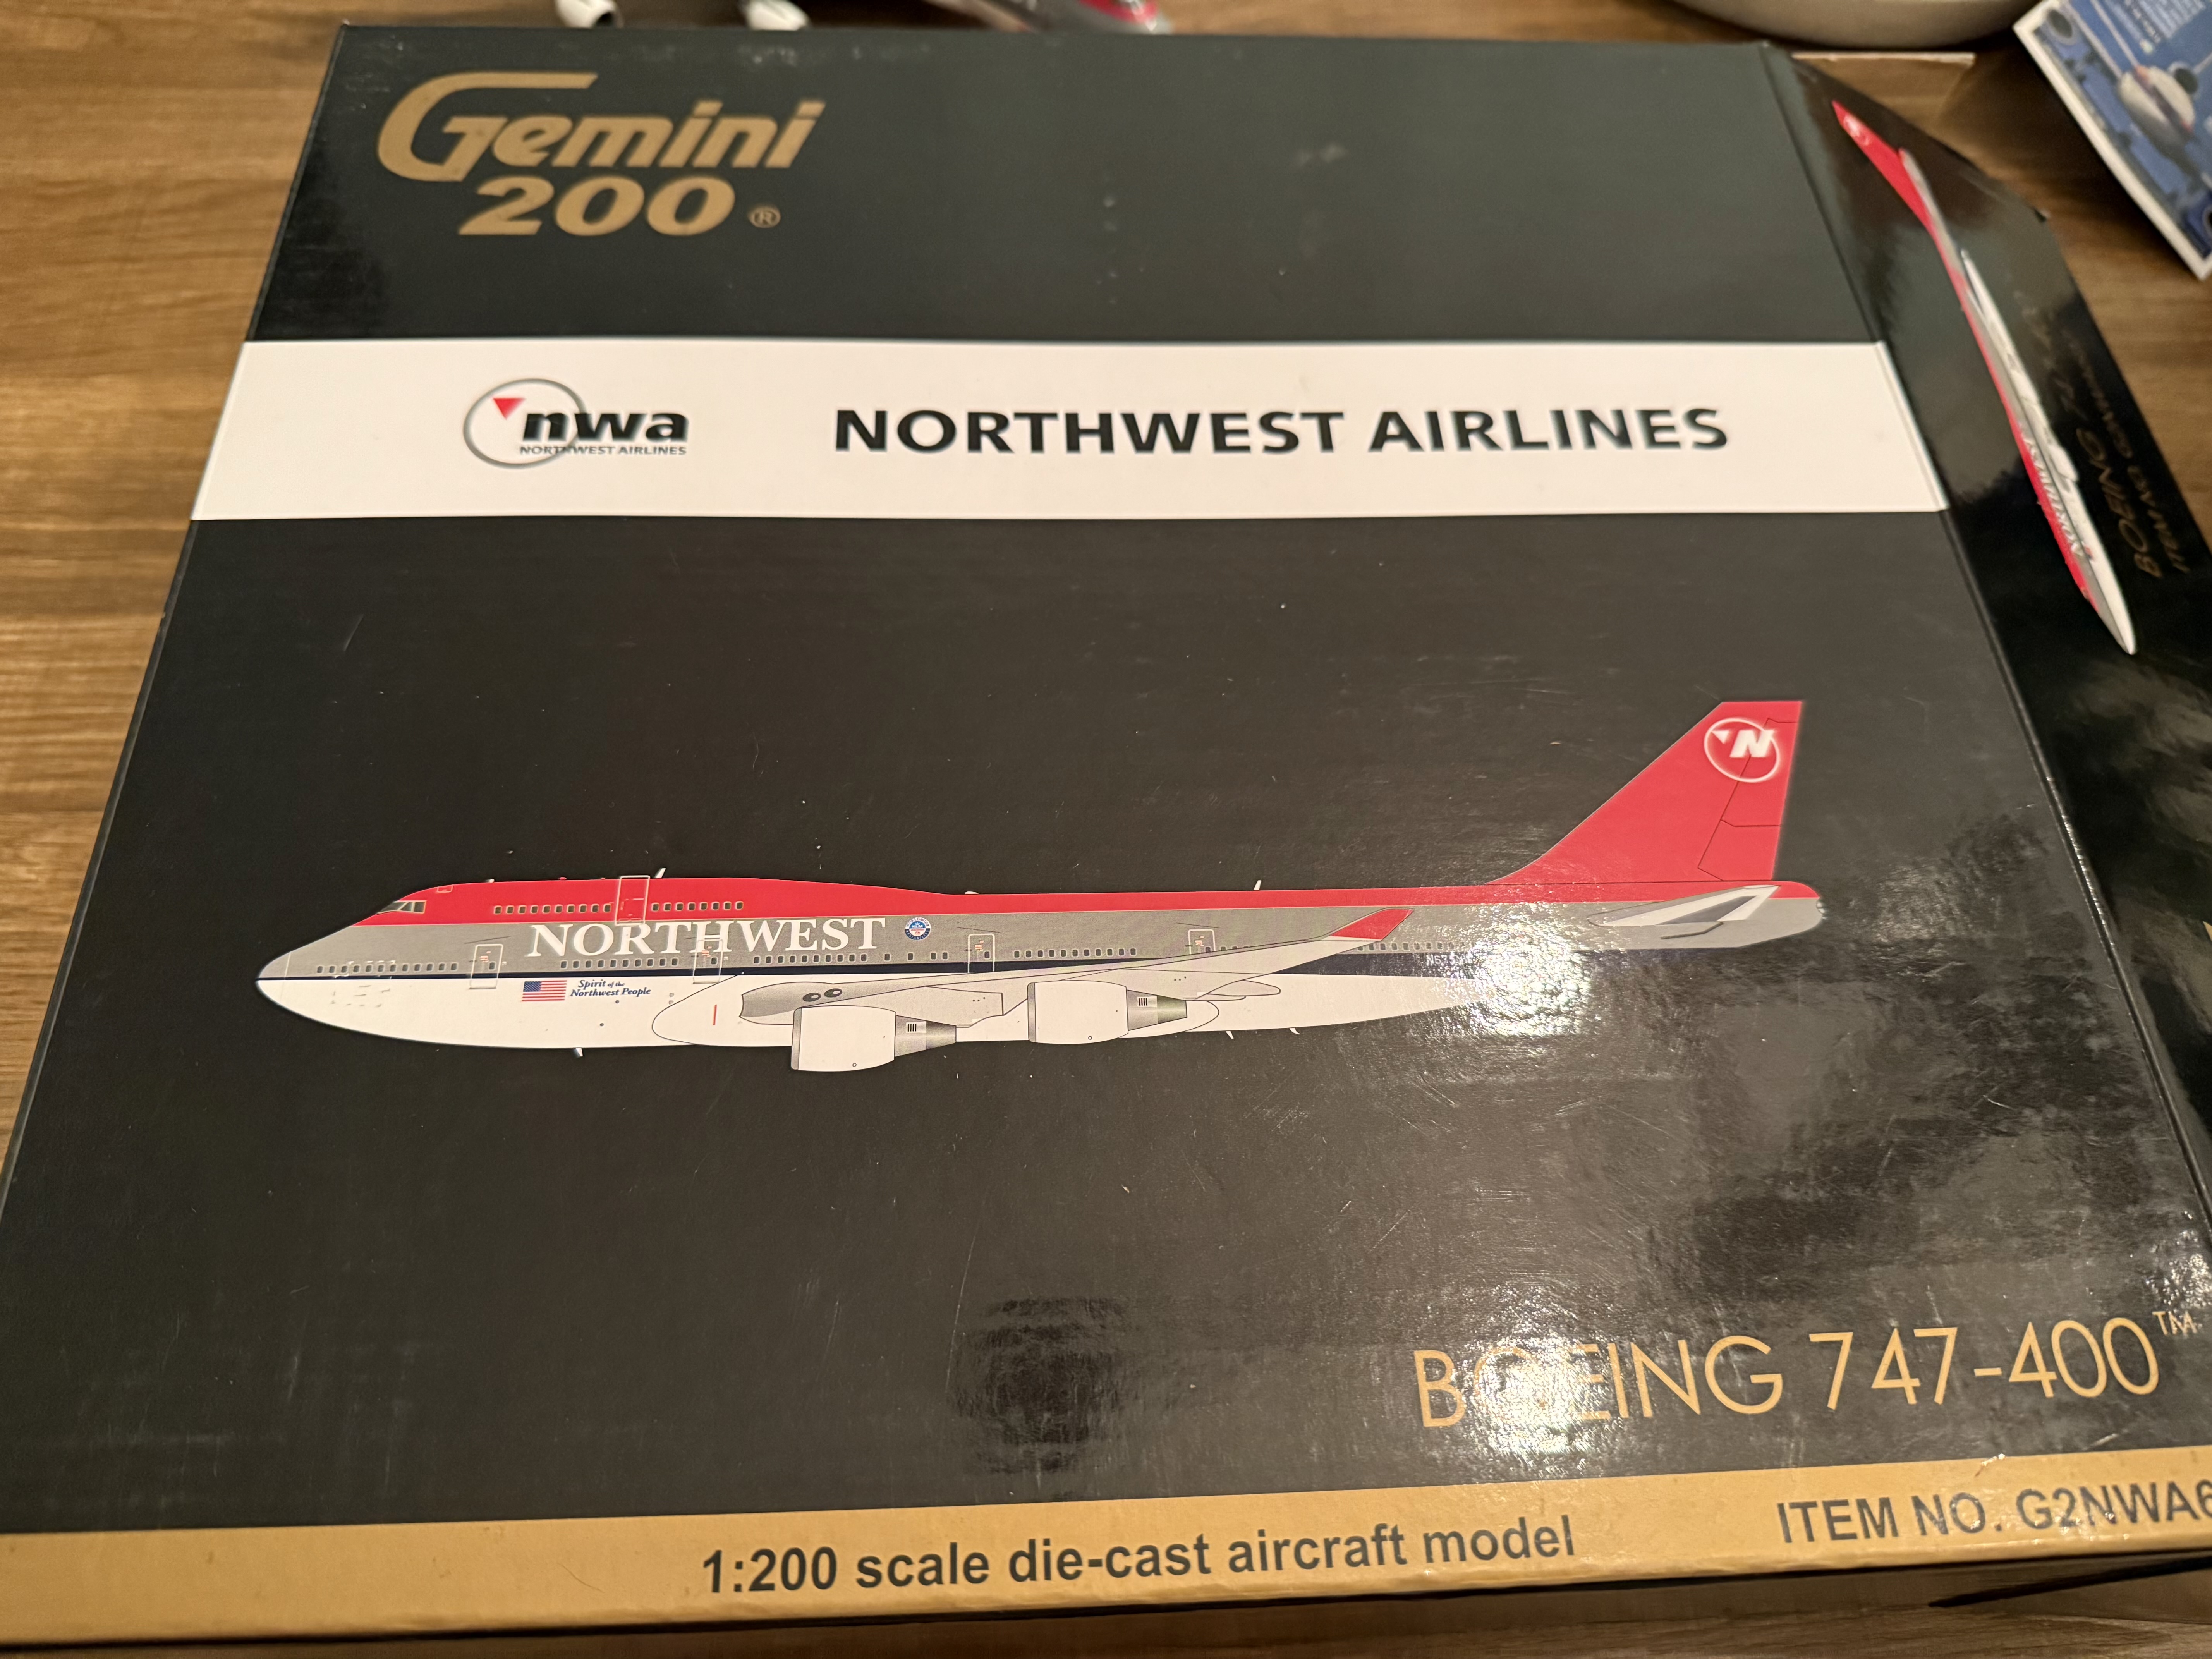 Gemini
200®
nwa
NORTHWEST AIRLINES
NORTHWEST AIRLINES
N
NORTHWEST
Spirit of the
Northwest People
BOEING 747-400™
1:200 scale die-cast aircraft model
ITEM NO. G2NWA6
BOEING